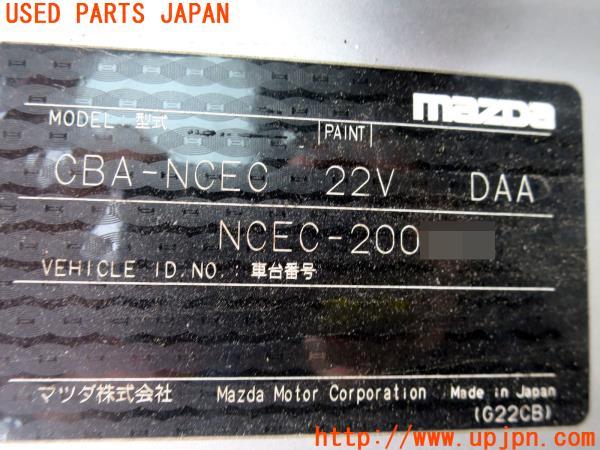 USED PARTS JAPAN
mazda
MODEL : 型式 PAINT
CBA-NCEC 22V DAA
NCEC-200
VEHICLE ID.NO.: 車台番号
マツダ株式会社 Mazda Motor Corporation Made in Japan
(G22CB)
http://www.upjpn.com/